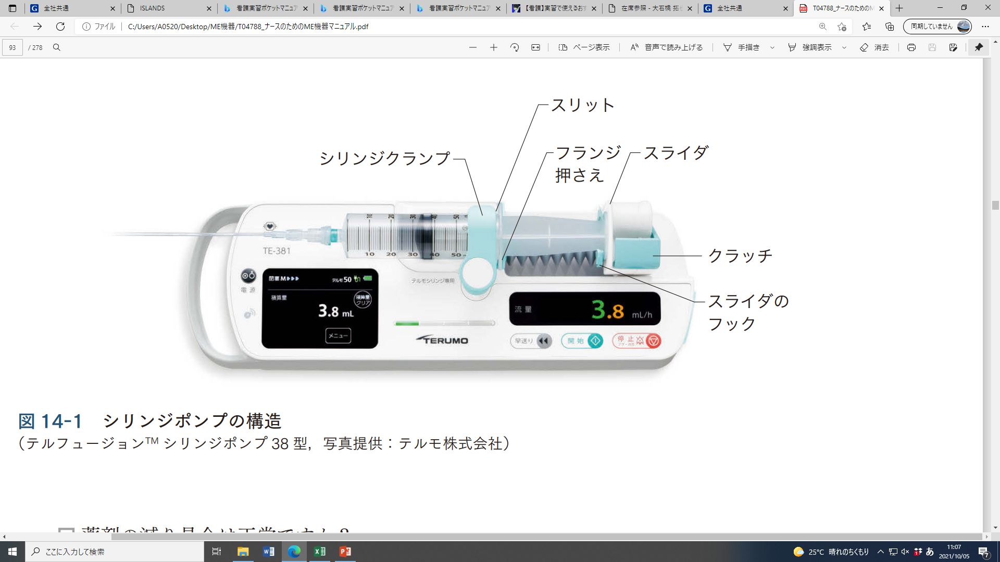 全社共通
ISLANDS
看護実習ポケットマニュア
看護実習ポケットマニュア
看護実習ポケットマニュア
【看護】実習で使えるおす
在席参照 - 大石橋 拓也
全社共通
T04788_ナースのためのM
ファイル
C:/Users/A0520/Desktop/ME機器/T04788_ナースのためのME機器マニュアル.pdf
同期していません
93 / 278
ページ表示
音声で読み上げる
手描き
強調表示
消去
スリット
シリンジクランプ
フランジ
押さえ
スライダ
クラッチ
スライダの
フック
10 20 30 40 50
10 20 30 40 50
TE-381
電源
閉塞 M
テルモ50
積算量
積算量
クリア
3.8 mL
メニュー
テルモシリンジ専用
TERUMO
流量
3.8 mL/h
早送り
開始
停止
図 14-1 シリンジポンプの構造
（テルフュージョンTM シリンジポンプ 38 型，写真提供：テルモ株式会社）
ここに入力して検索
25°C 晴れのちくもり
あ
11:07
2021/10/05
7